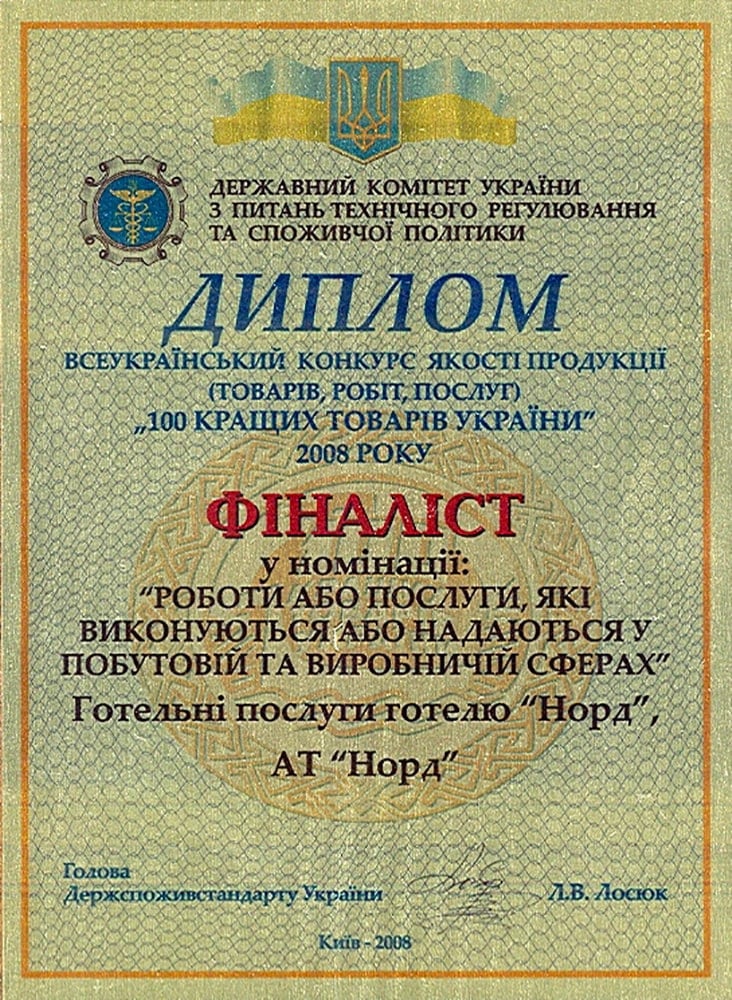 ДЕРЖАВНИЙ КОМІТЕТ УКРАЇНИ
З ПИТАНЬ ТЕХНІЧНОГО РЕГУЛЮВАННЯ
ТА СПОЖИВЧОЇ ПОЛІТИКИ
ДИПЛОМ
ВСЕУКРАЇНСЬКИЙ КОНКУРС ЯКОСТІ ПРОДУКЦІЇ
(ТОВАРІВ, РОБІТ, ПОСЛУГ)
„100 КРАЩИХ ТОВАРІВ УКРАЇНИ”
2008 РОКУ
ФІНАЛІСТ
у номінації:
“РОБОТИ АБО ПОСЛУГИ, ЯКІ
ВИКОНУЮТЬСЯ АБО НАДАЮТЬСЯ У
ПОБУТОВІЙ ТА ВИРОБНИЧІЙ СФЕРАХ”
Готельні послуги готелю “Норд”,
АТ “Норд”
Голова
Держспоживстандарту України Л.В. Лосюк
Київ - 2008